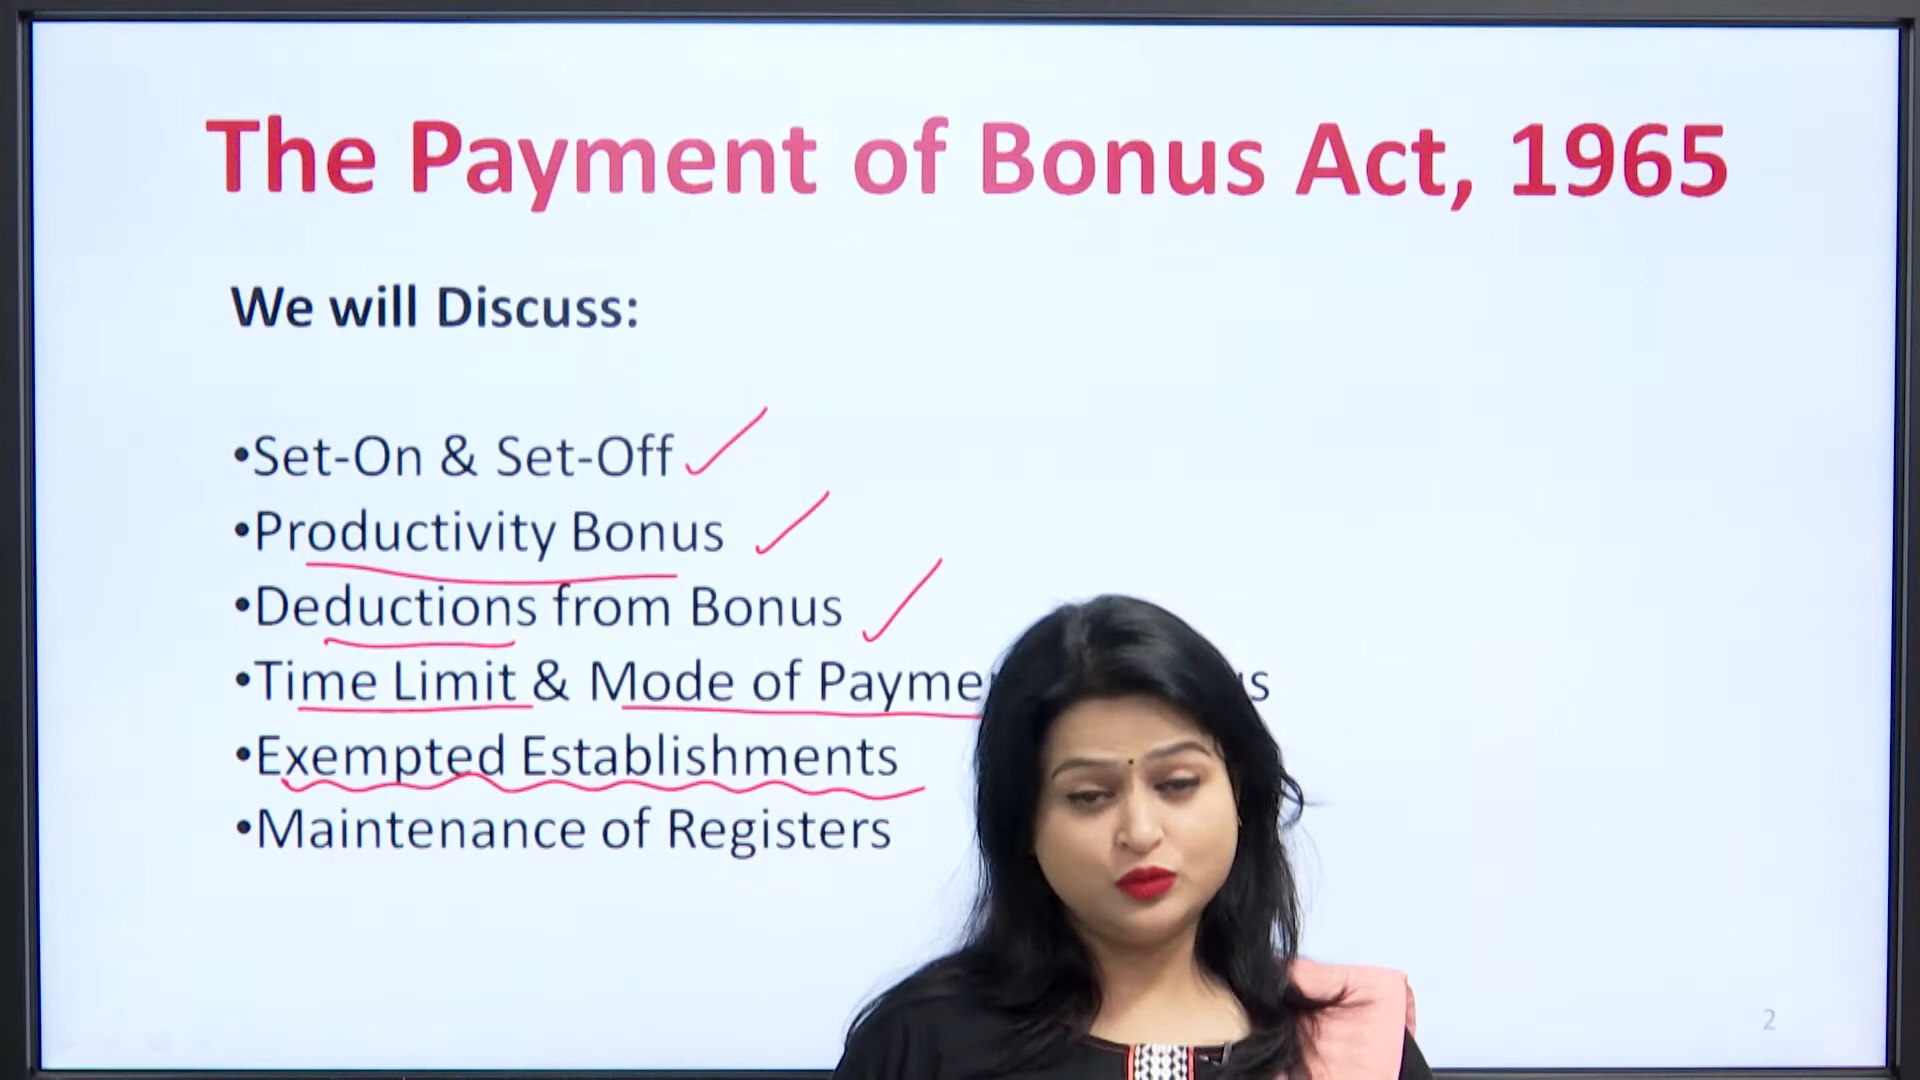 The Payment of Bonus Act, 1965
We will Discuss:
•Set-On & Set-Off
•Productivity Bonus
•Deductions from Bonus
•Time Limit & Mode of
•Exempted Establishments
•Maintenance of Registers
2